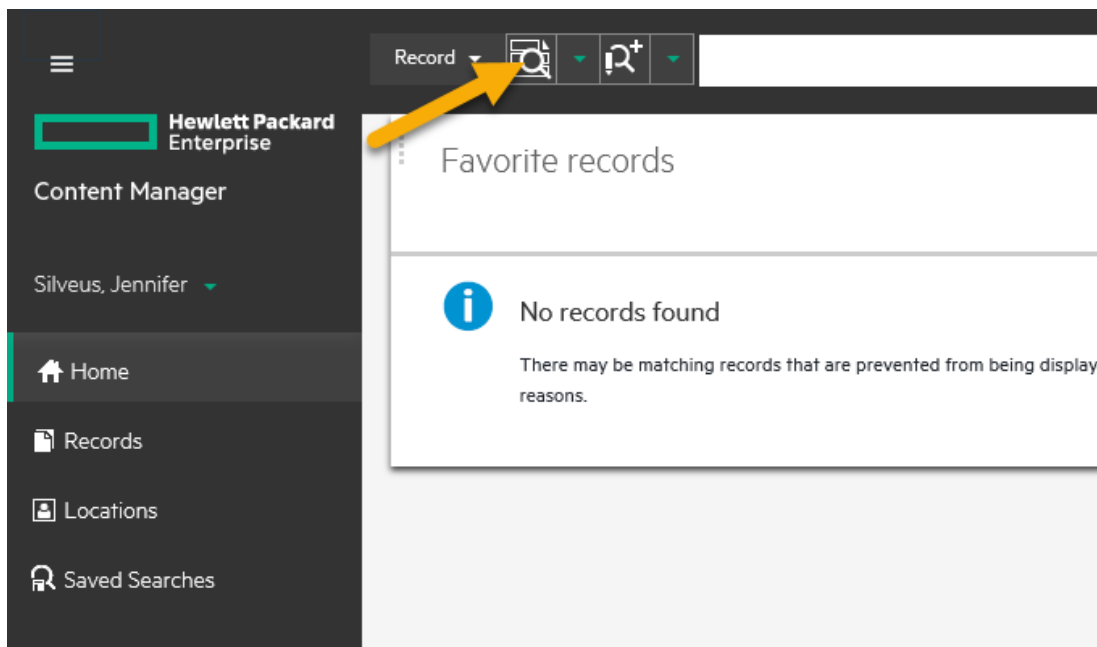 Record
Hewlett Packard
Enterprise
Content Manager
Silveus, Jennifer
Home
Records
Locations
Saved Searches
Favorite records
No records found
There may be matching records that are prevented from being display
reasons.